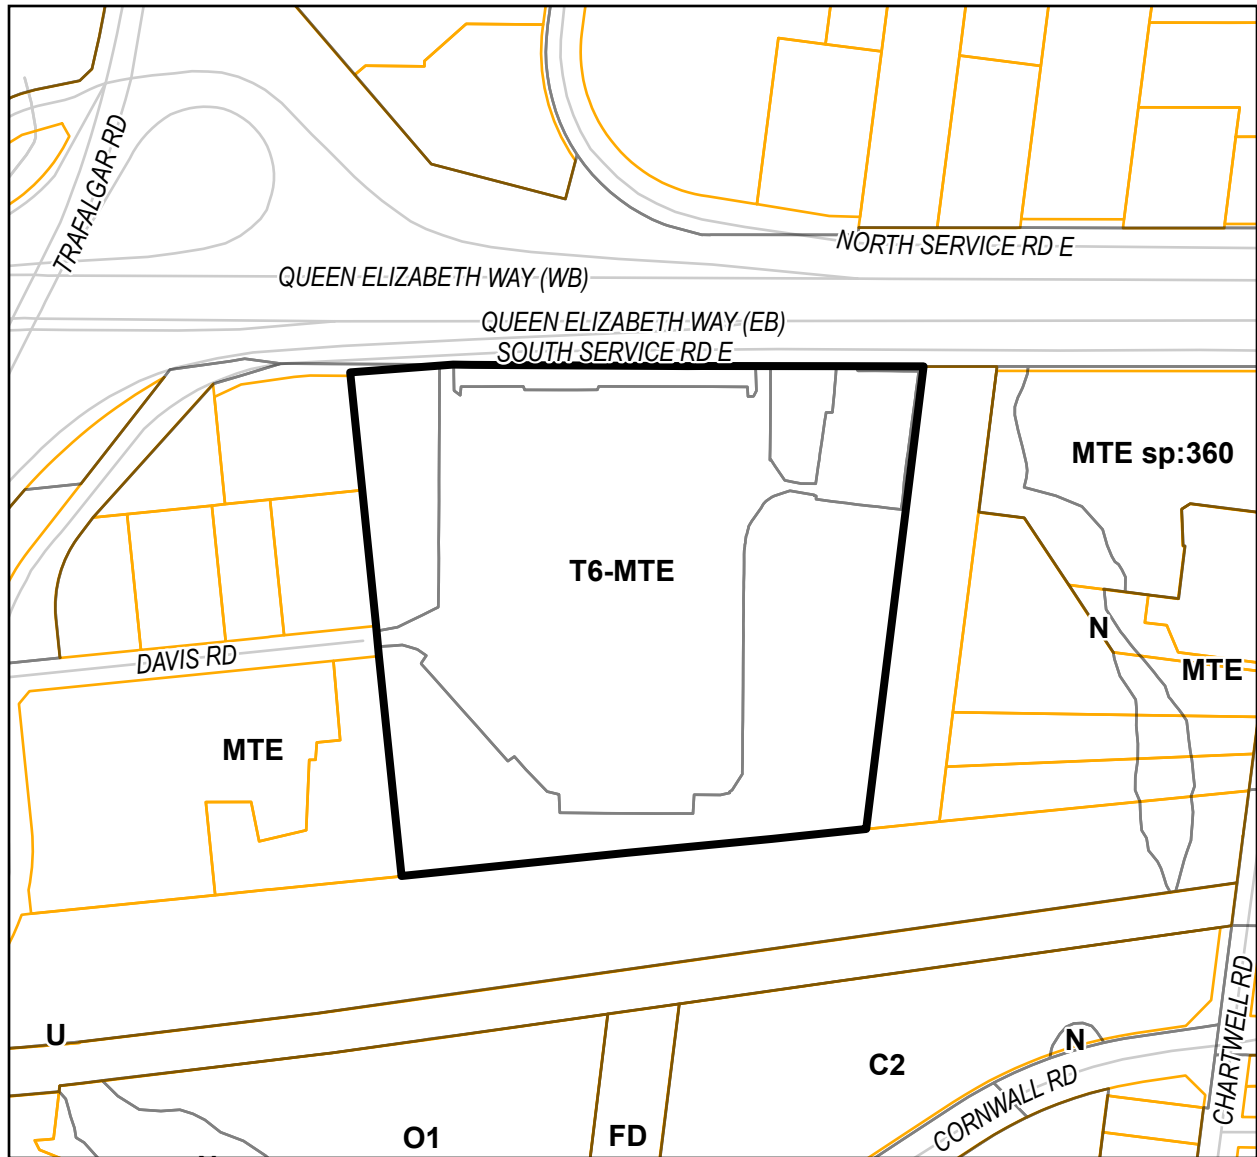 TRAFALGAR RD
NORTH SERVICE RD E
QUEEN ELIZABETH WAY (WB)
QUEEN ELIZABETH WAY (EB)
SOUTH SERVICE RD E
MTE sp:360
T6-MTE
N
DAVIS RD
MTE
MTE
U
CHARTWELL RD
N
C2
CORNWALL RD
O1
FD